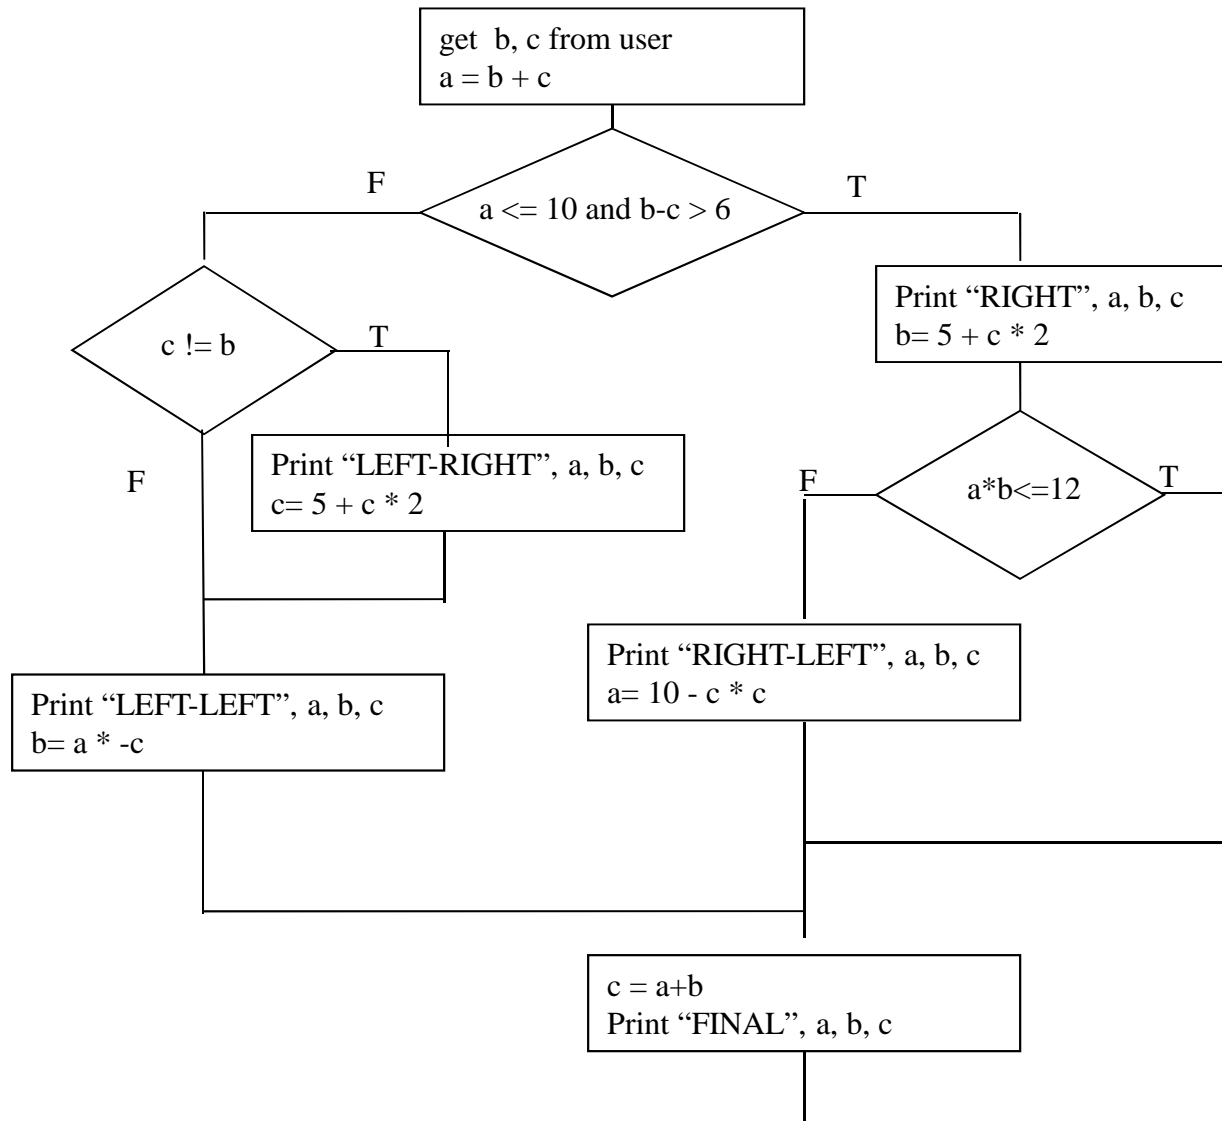 get  b, c from user
a = b + c
F
T
a <= 10 and b-c > 6
Print “RIGHT”, a, b, c
b= 5 + c * 2
c != b
T
F
Print “LEFT-RIGHT”, a, b, c
c= 5 + c * 2
F
a*b<=12
T
Print “RIGHT-LEFT”, a, b, c
a= 10 - c * c
Print “LEFT-LEFT”, a, b, c
b= a * -c
c = a+b
Print “FINAL”, a, b, c